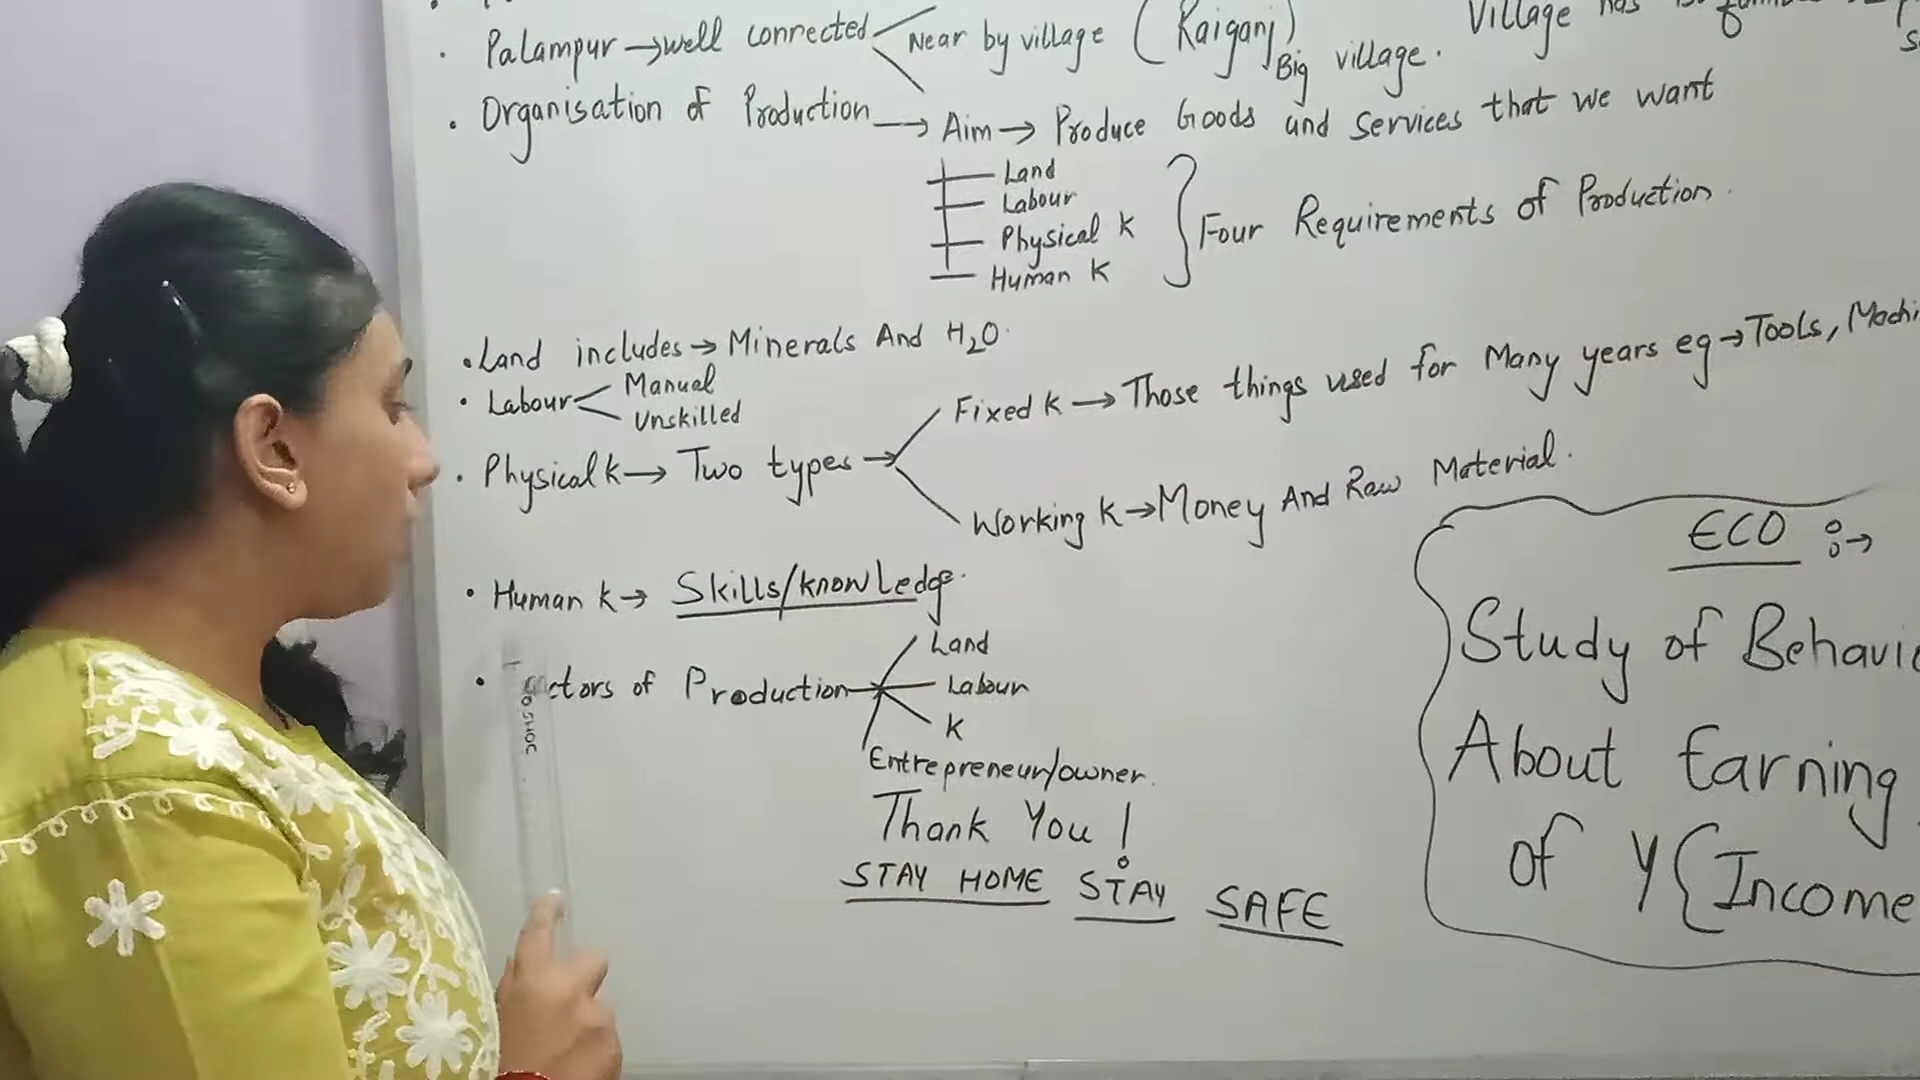 Palampur → well connected Near by village (Raiganj) Big village. Village has
Organisation of Production → Aim → Produce Goods and Services that we want
Land
Labour
Physical K
Human K
Four Requirements of Production.
Land includes → Minerals And H2O.
Labour Manual
Unskilled
Physical K → Two types → Fixed K → Those things used for Many years eg → Tools, Machi
Working K → Money And Raw Material.
Human K → Skills/knowledge.
ctors of Production
Land
Labour
K
Entrepreneur/owner.
Thank You!
STAY HOME STAY SAFE
ECO :→
Study of Behavi
About Earning
of Y {Income